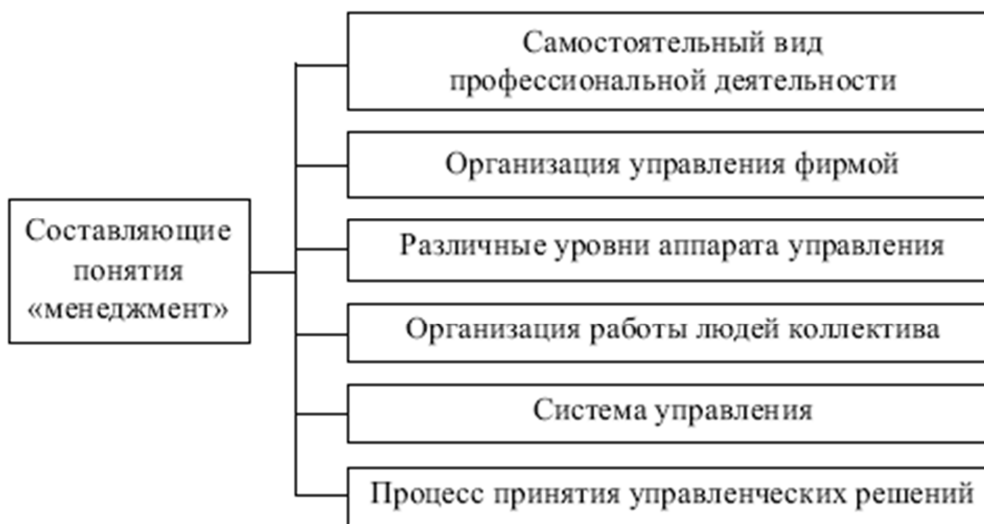 Составляющие
понятия
«менеджмент»
Самостоятельный вид
профессиональной деятельности
Организация управления фирмой
Различные уровни аппарата управления
Организация работы людей коллектива
Система управления
Процесс принятия управленческих решений